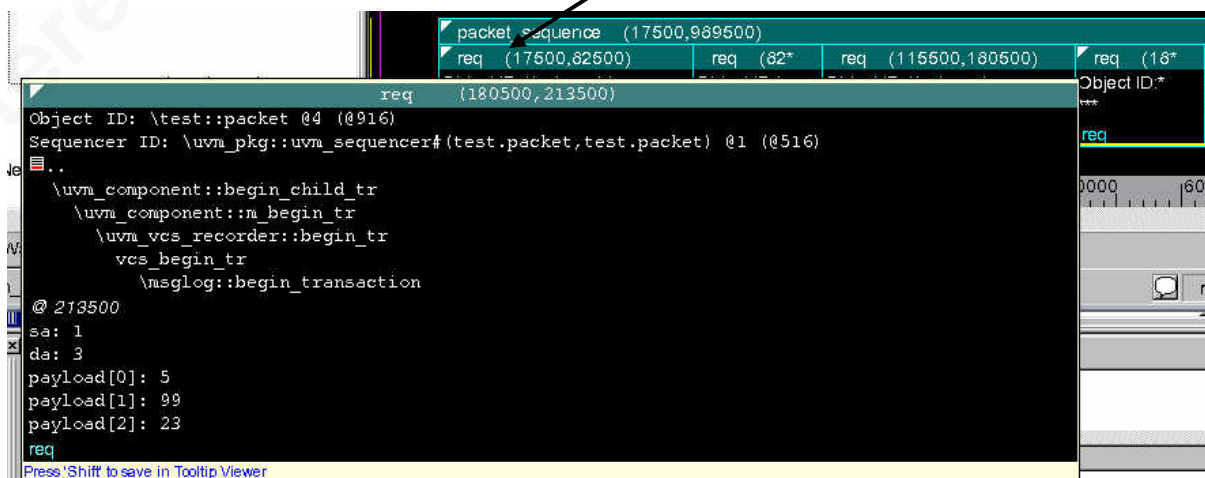 packet_sequence (17500,989500)
req (17500,82500) req (82* req (115500,180500) req (18*
Object ID:*
***
req
req (180500,213500)
Object ID: \test::packet @4 (@916)
Sequencer ID: \uvm_pkg::uvm_sequencer#(test.packet,test.packet) @1 (@516)
..
\uvm_component::begin_child_tr
\uvm_component::m_begin_tr
\uvm_vcs_recorder::begin_tr
vcs_begin_tr
\msglog::begin_transaction
@ 213500
sa: 1
da: 3
payload[0]: 5
payload[1]: 99
payload[2]: 23
req
Press 'Shift' to save in Tooltip Viewer